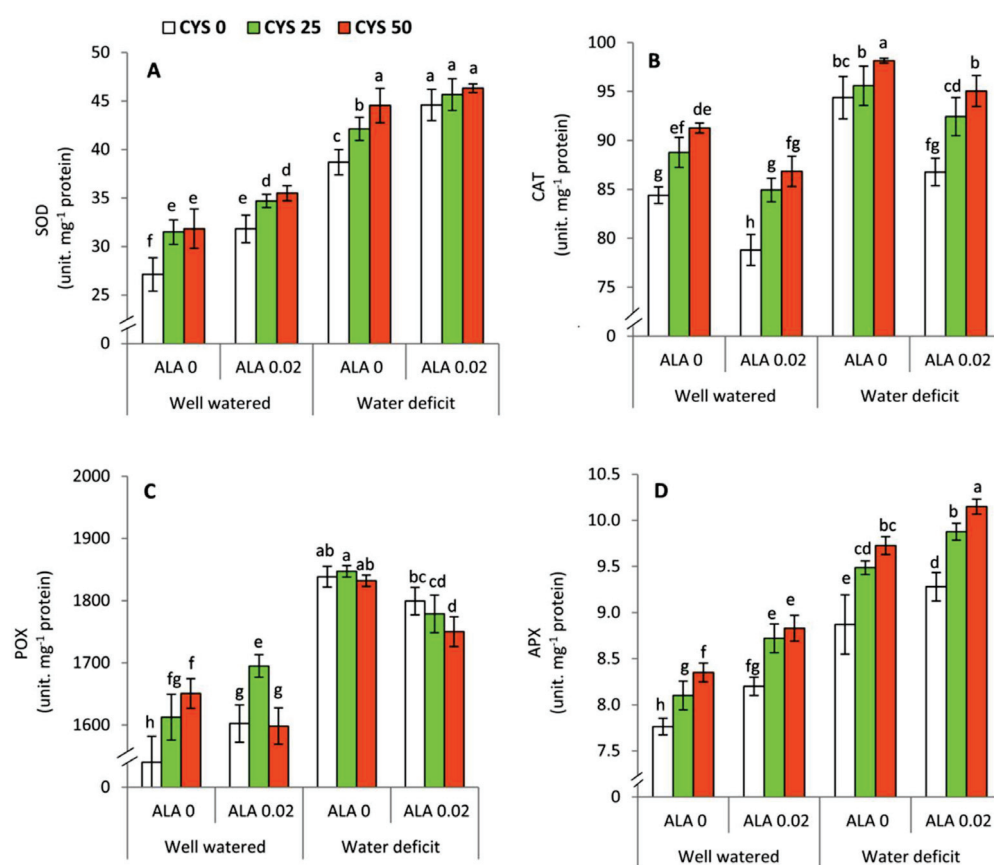 CYS 0 CYS 25 CYS 50
A
SOD
(unit. mg-1 protein)
50
45
40
35
30
25
0
f e e e d d c b a a a a
ALA 0 ALA 0.02 ALA 0 ALA 0.02
Well watered Water deficit
B
CAT
(unit. mg-1 protein)
100
95
90
85
80
75
0
g ef de h g fg bc b a fg cd b
ALA 0 ALA 0.02 ALA 0 ALA 0.02
Well watered Water deficit
C
POX
(unit. mg-1 protein)
2000
1900
1800
1700
1600
0
h fg f g e g ab a ab bc cd d
ALA 0 ALA 0.02 ALA 0 ALA 0.02
Well watered Water deficit
D
APX
(unit. mg-1 protein)
10.5
10.0
9.5
9.0
8.5
8.0
7.5
0
h g f fg e e e cd bc d b a
ALA 0 ALA 0.02 ALA 0 ALA 0.02
Well watered Water deficit